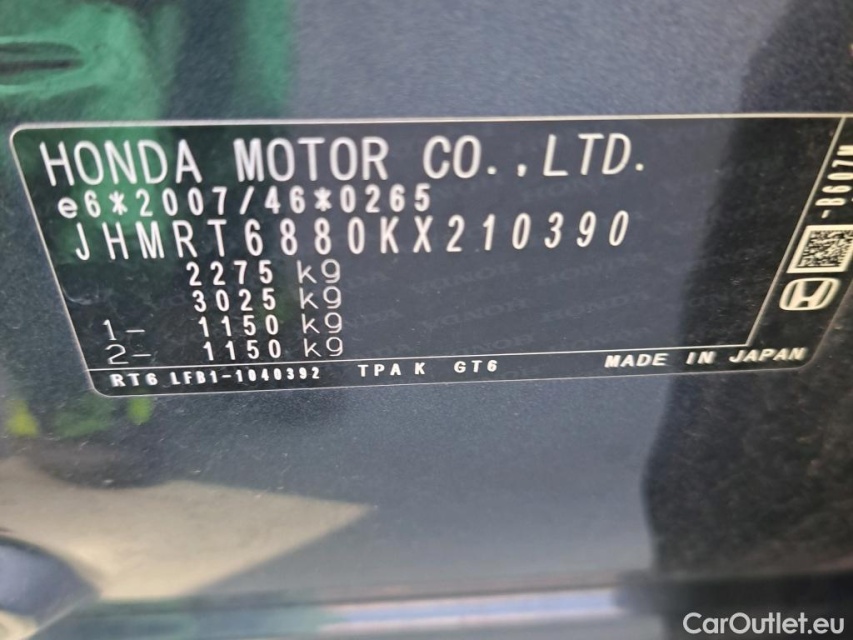 HONDA MOTOR CO.,LTD.
e6*2007/46*0265
JHMRT6880KX210390
2275 kg
3025 kg
1- 1150 kg
2- 1150 kg
RT6 LFB1-1040392 TPA K GT6 MADE IN JAPAN
CarOutlet.eu